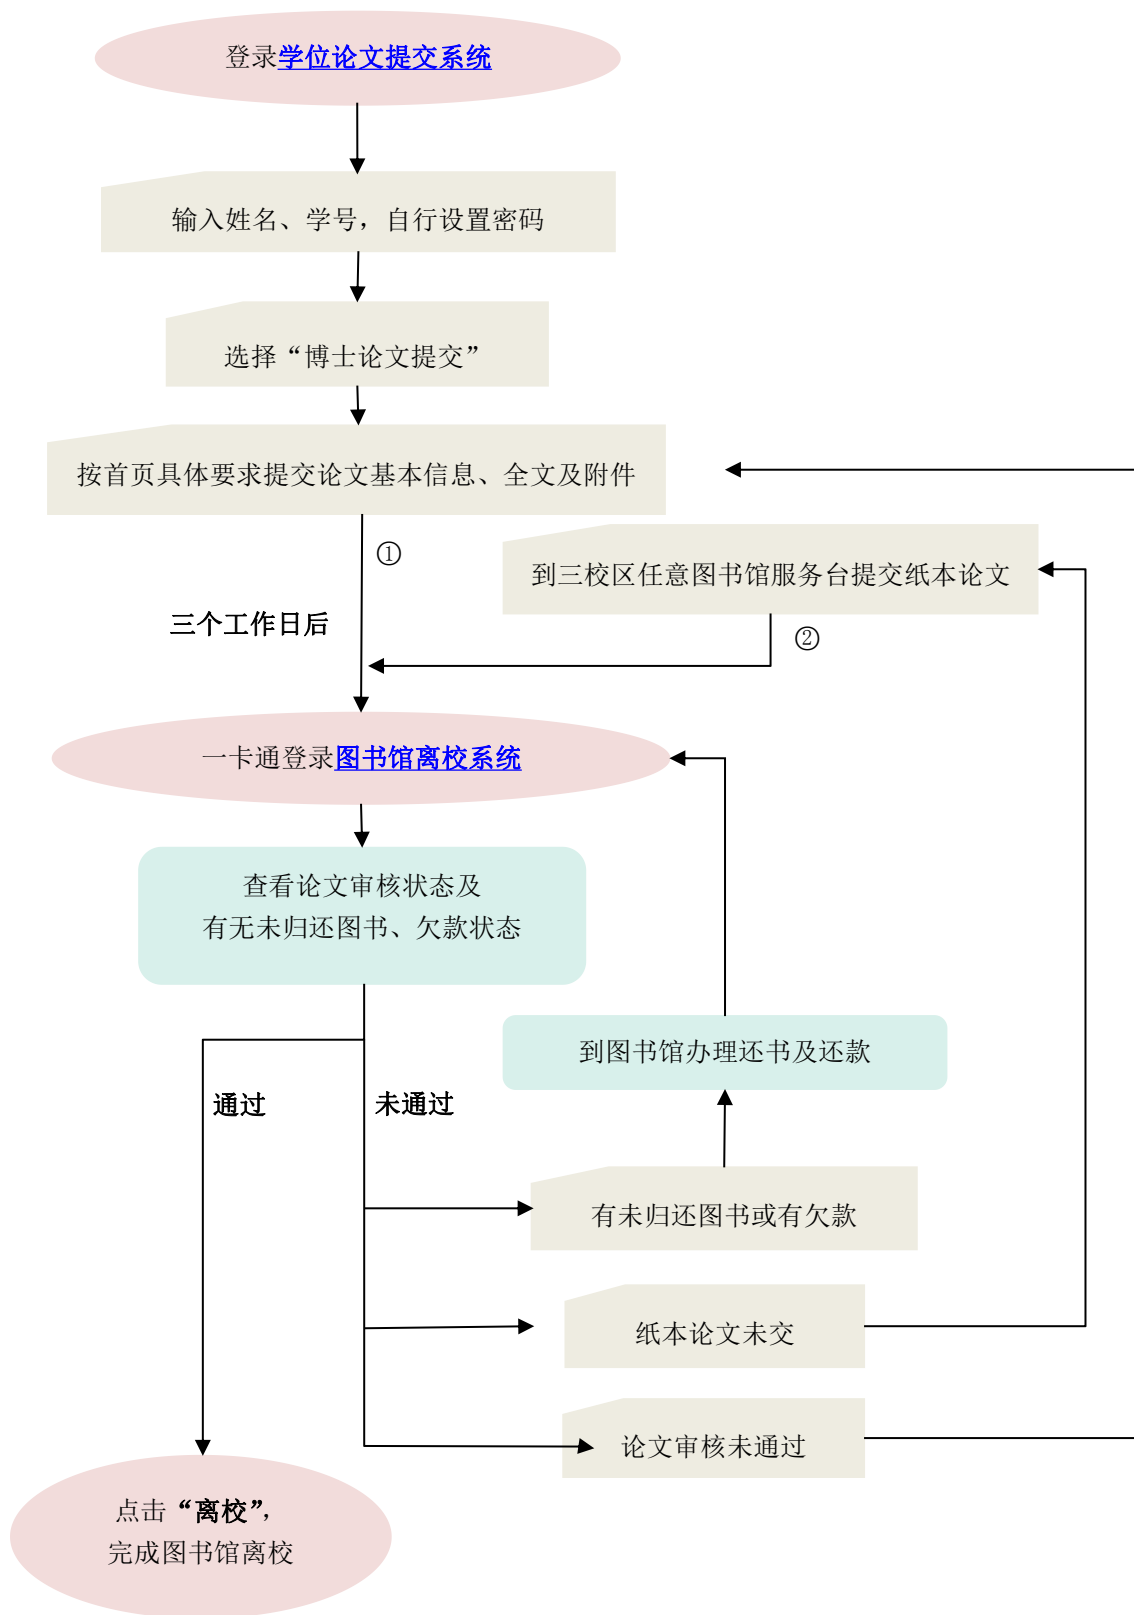 登录学位论文提交系统
输入姓名、学号，自行设置密码
选择“博士论文提交”
按首页具体要求提交论文基本信息、全文及附件
①
到三校区任意图书馆服务台提交纸本论文
三个工作日后
②
一卡通登录图书馆离校系统
查看论文审核状态及
有无未归还图书、欠款状态
到图书馆办理还书及还款
通过
未通过
有未归还图书或有欠款
纸本论文未交
论文审核未通过
点击“离校”，
完成图书馆离校